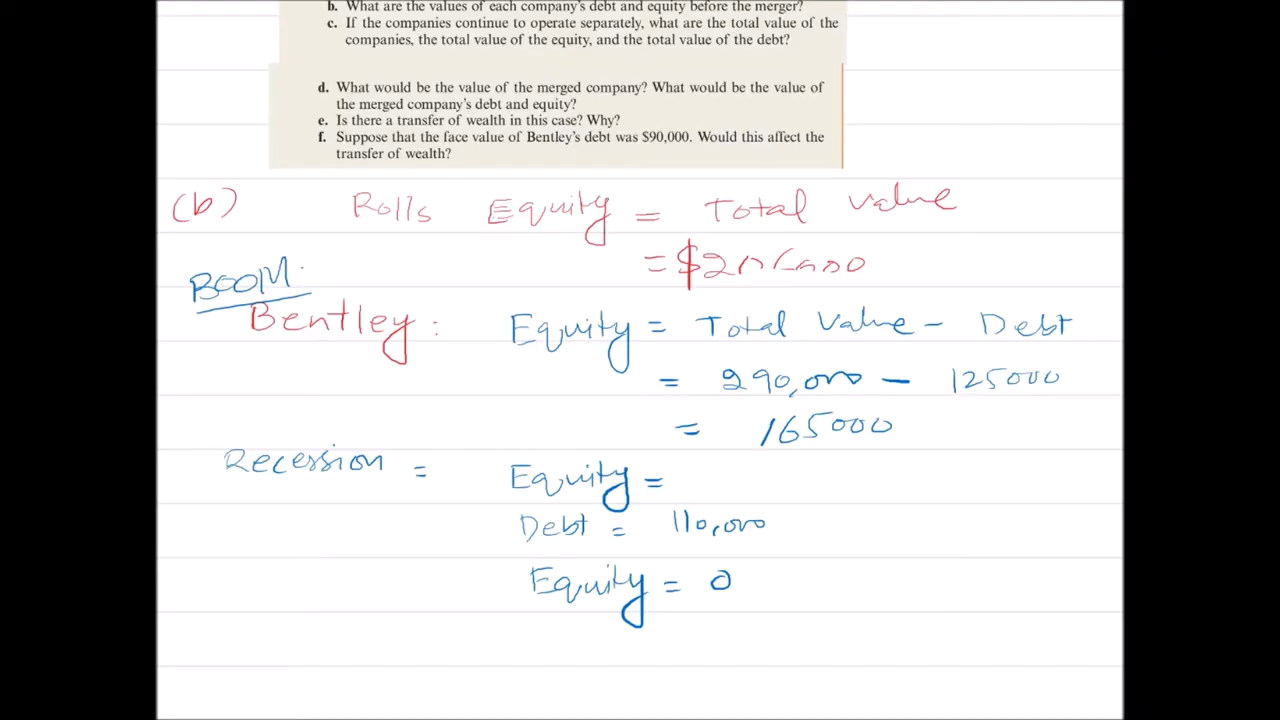 b. What are the values of each company's debt and equity before the merger?
c. If the companies continue to operate separately, what are the total value of the
companies, the total value of the equity, and the total value of the debt?
d. What would be the value of the merged company? What would be the value of
the merged company's debt and equity?
e. Is there a transfer of wealth in this case? Why?
f. Suppose that the face value of Bentley's debt was $90,000. Would this affect the
transfer of wealth?
(b) Rolls Equity = Total value
= 
BOOM.
Bentley: Equity = Total Value - Debt
= 290,000 - 125000
= 165000
Recession = Equity =
Debt = 110,000
Equity = 0